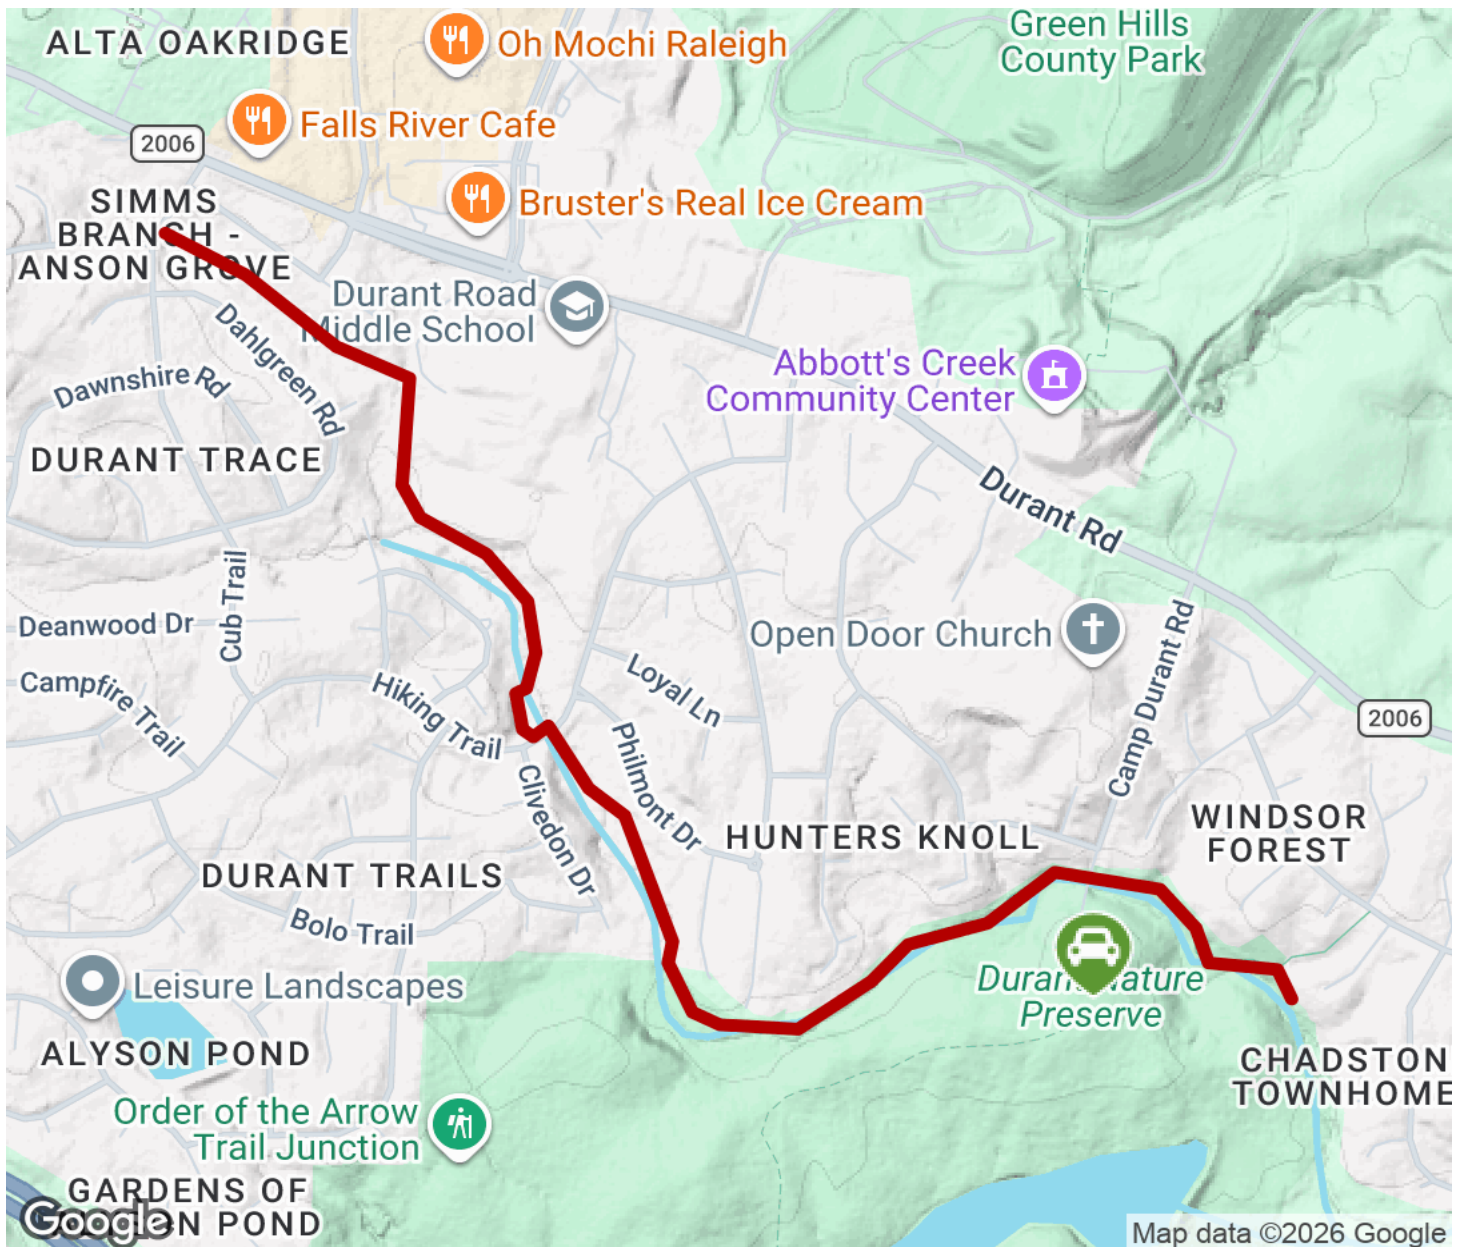 ALTA OAKRIDGE
Oh Mochi Raleigh
Green Hills
County Park
Falls River Cafe
2006
Bruster's Real Ice Cream
SIMMS
BRANCH -
ANSON GROVE
Durant Road
Middle School
Dahlgreen Rd
Dawnshire Rd
Abbott's Creek
Community Center
DURANT TRACE
Durant Rd
Cub Trail
Deanwood Dr
Open Door Church
Campfire Trail
Hiking Trail
Loyal Ln
Camp Durant Rd
2006
Philmont Dr
Clivedon Dr
HUNTERS KNOLL
WINDSOR
FOREST
DURANT TRAILS
Bolo Trail
Leisure Landscapes
Durant Nature
Preserve
ALYSON POND
CHADSTON
TOWNHOME
Order of the Arrow
Trail Junction
GARDENS OF
POND
Google
Map data ©2026 Google